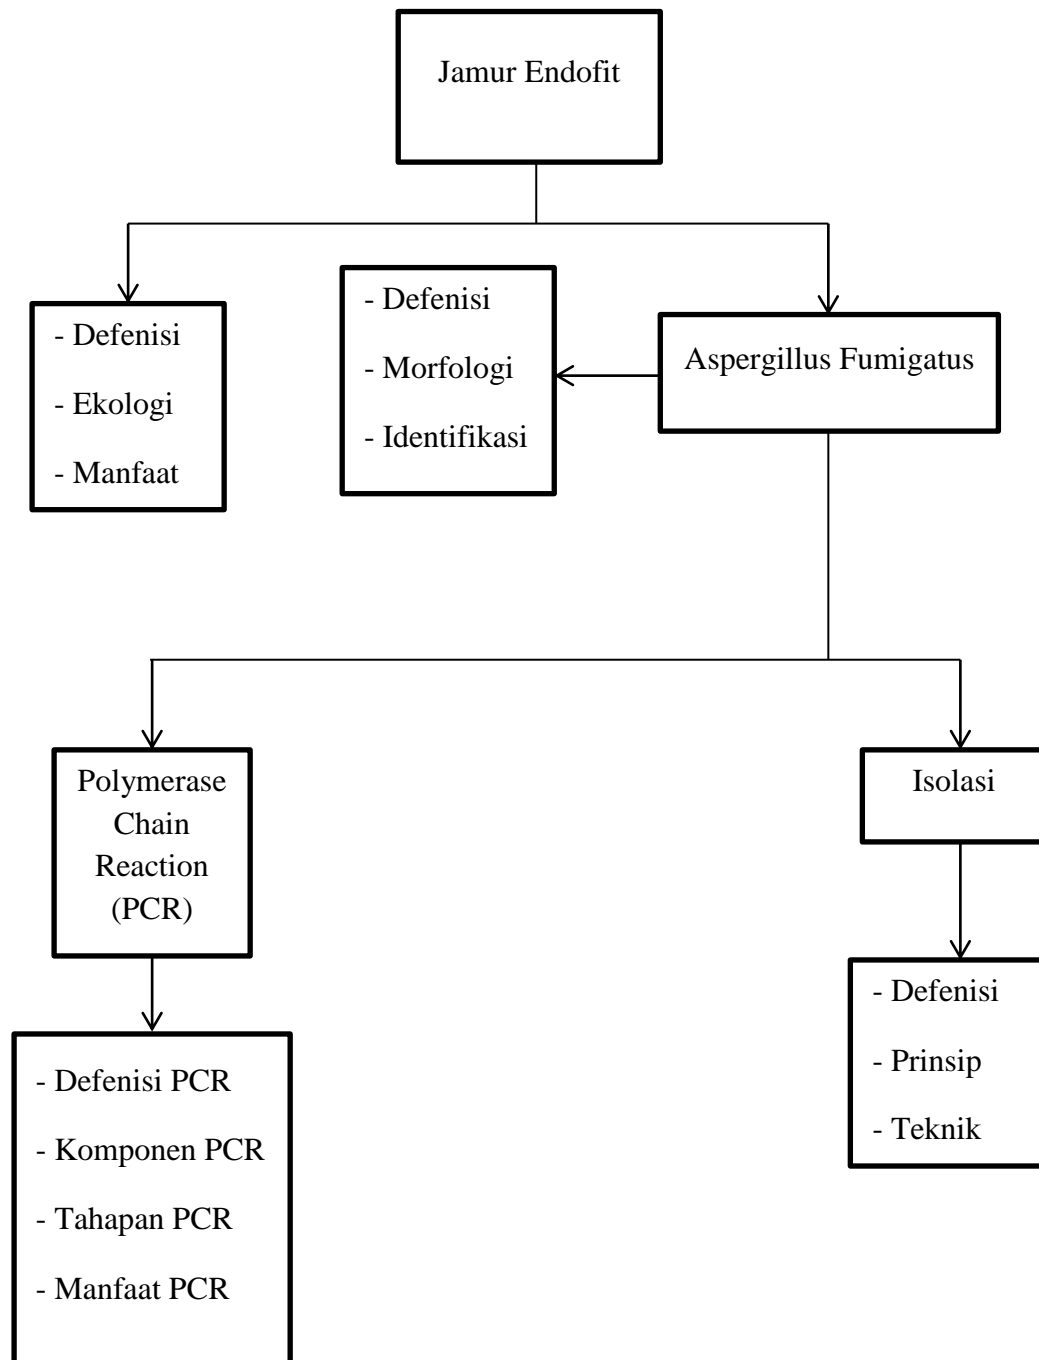 Jamur Endofit
- Defenisi
- Ekologi
- Manfaat
- Defenisi
- Morfologi
- Identifikasi
Aspergillus Fumigatus
Polymerase
Chain
Reaction
(PCR)
Isolasi
- Defenisi PCR
- Komponen PCR
- Tahapan PCR
- Manfaat PCR
- Defenisi
- Prinsip
- Teknik